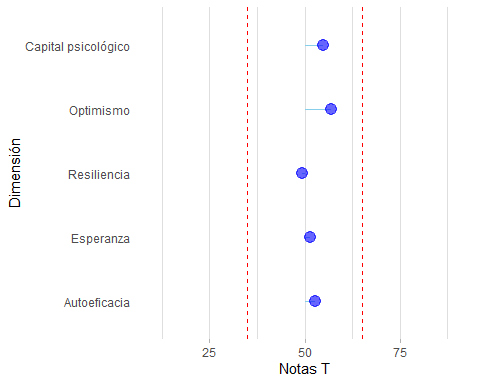 Capital psicológico
Optimismo
Resiliencia
Esperanza
Autoeficacia
Dimensión
25 50 75
Notas T